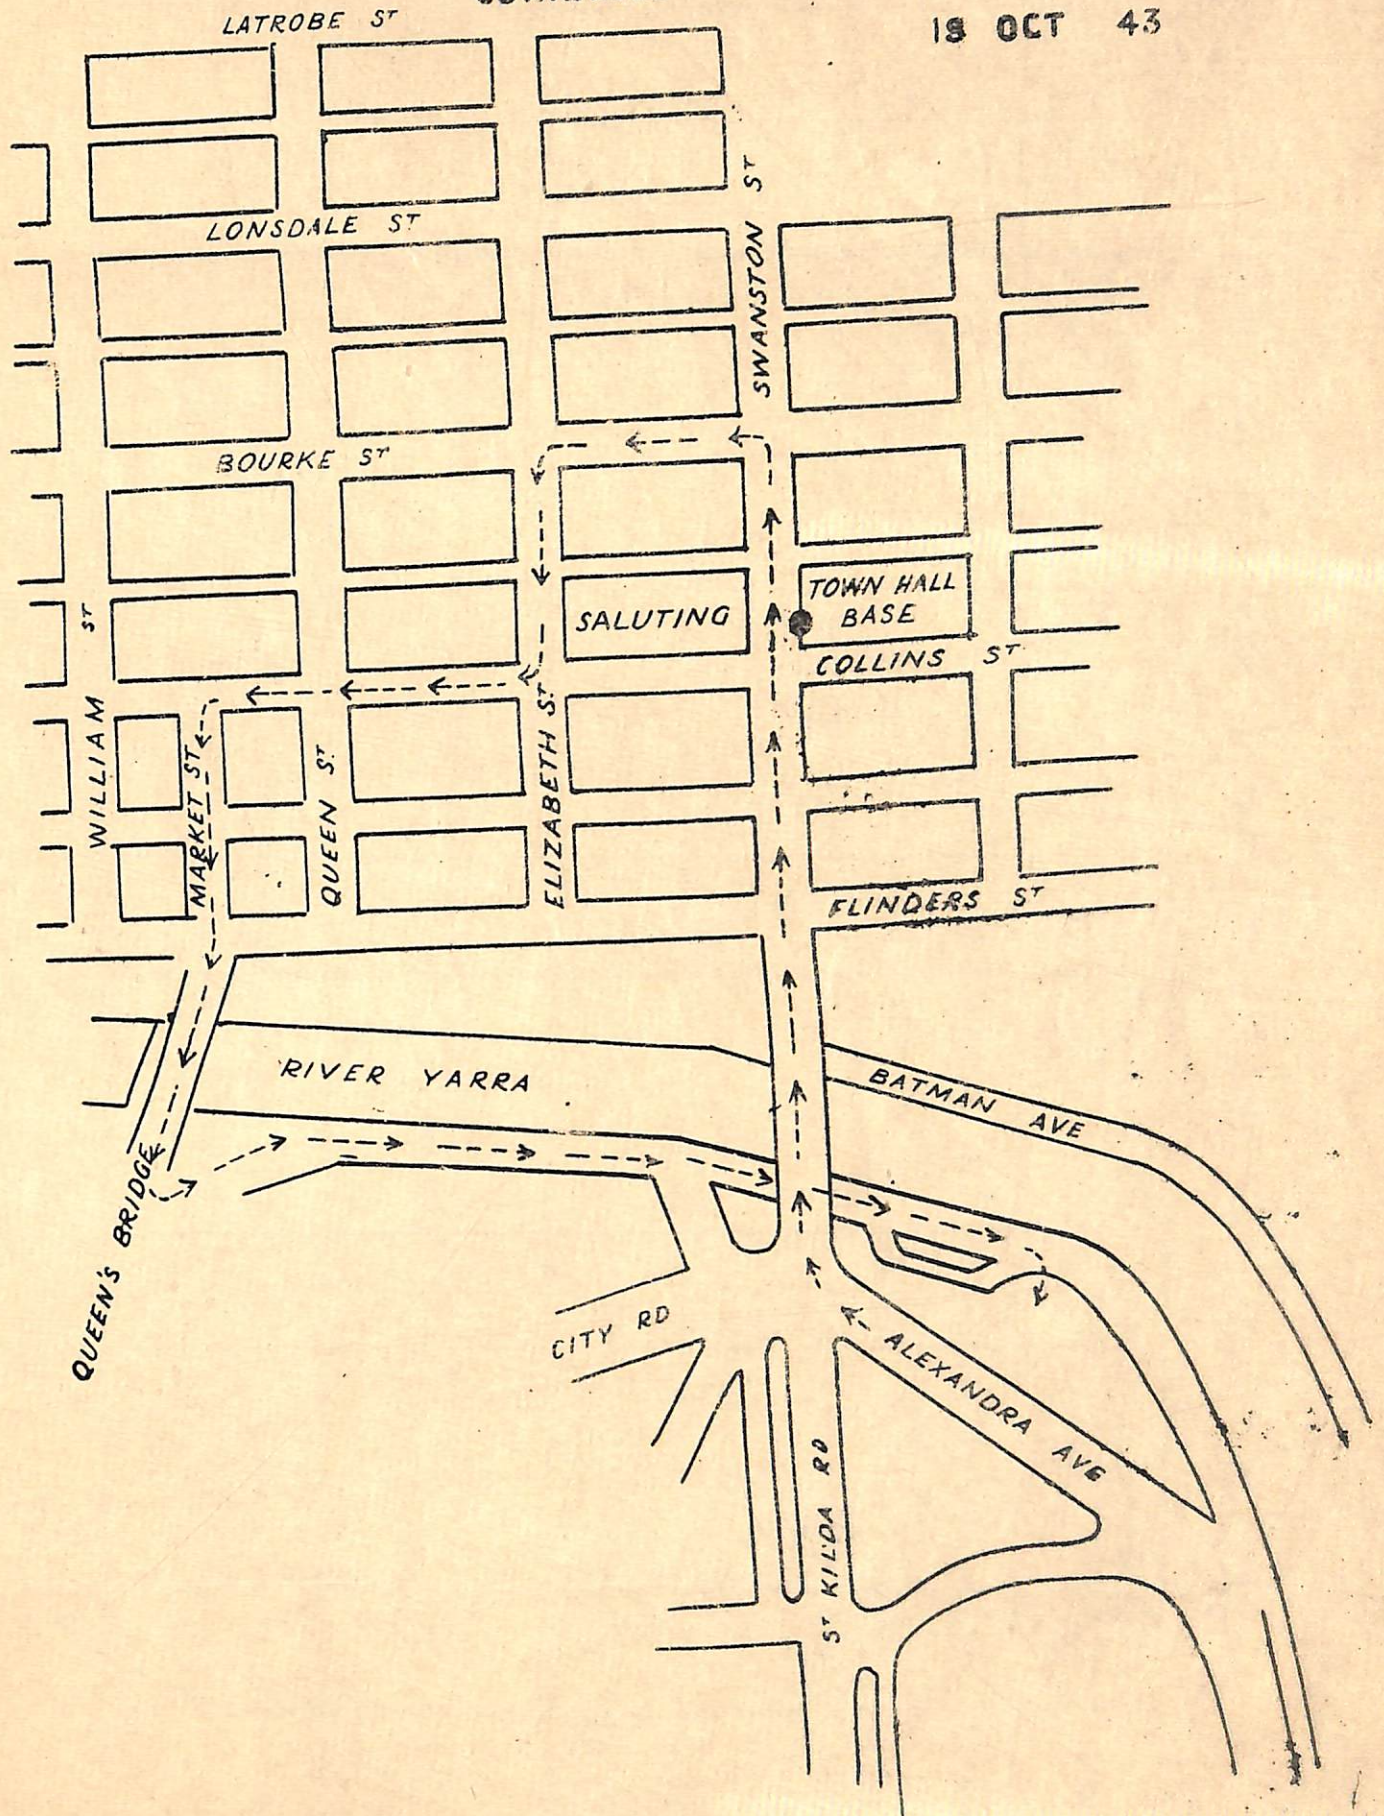 LATROBE ST
18 OCT 43
LONSDALE ST
SWANSTON ST
BOURKE ST
TOWN HALL
SALUTING BASE
COLLINS ST
WILLIAM ST
MARKET ST
QUEEN ST
ELIZABETH ST
FLINDERS ST
RIVER YARRA
BATMAN AVE
QUEEN'S BRIDGE
CITY RD
ALEXANDRA AVE
ST KILDA RD